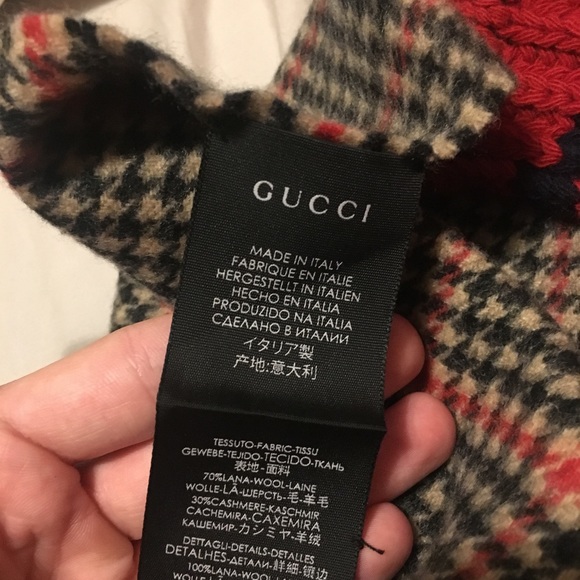 GUCCI
MADE IN ITALY
FABRIQUE EN ITALIE
HERGESTELLT IN ITALIEN
HECHO EN ITALIA
PRODUZIDO NA ITALIA
СДЕЛАНО В ИТАЛИИ
イタリア製
产地:意大利
TESSUTO-FABRIC-TISSU
GEWEBE-TEJIDO-TECIDO-ТКАНЬ
表地-面料
70%LANA-WOOL-LAINE
WOLLE-LÃ-ШЕРСТЬ-毛-羊毛
30%CASHMERE-KASCHMIR
CACHEMIRA-CAXEMIRA
КАШЕМИР-カシミヤ-羊绒
DETTAGLI-DETAILS-DETALLES
DETALHES-ДЕТАЛИ-詳細-镶边
100%LANA-WOOL-LAINE